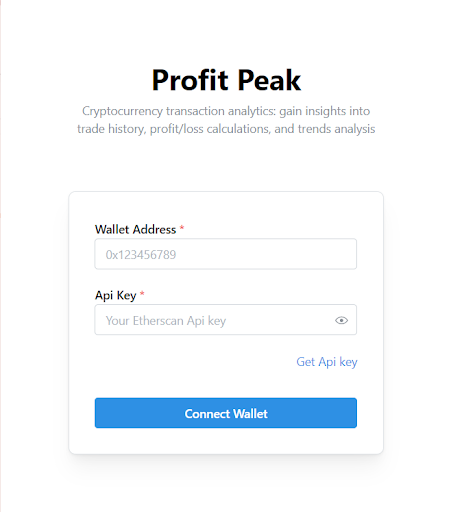 Profit Peak
Cryptocurrency transaction analytics: gain insights into
trade history, profit/loss calculations, and trends analysis
Wallet Address *
0x123456789
Api Key *
Your Etherscan Api key
Get Api key
Connect Wallet